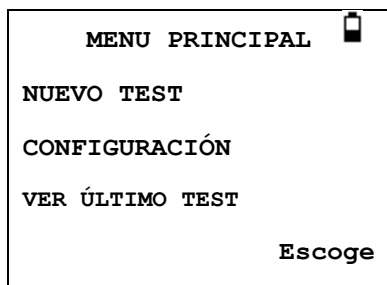 MENU PRINCIPAL
NUEVO TEST
CONFIGURACIÓN
VER ÚLTIMO TEST
Escoge